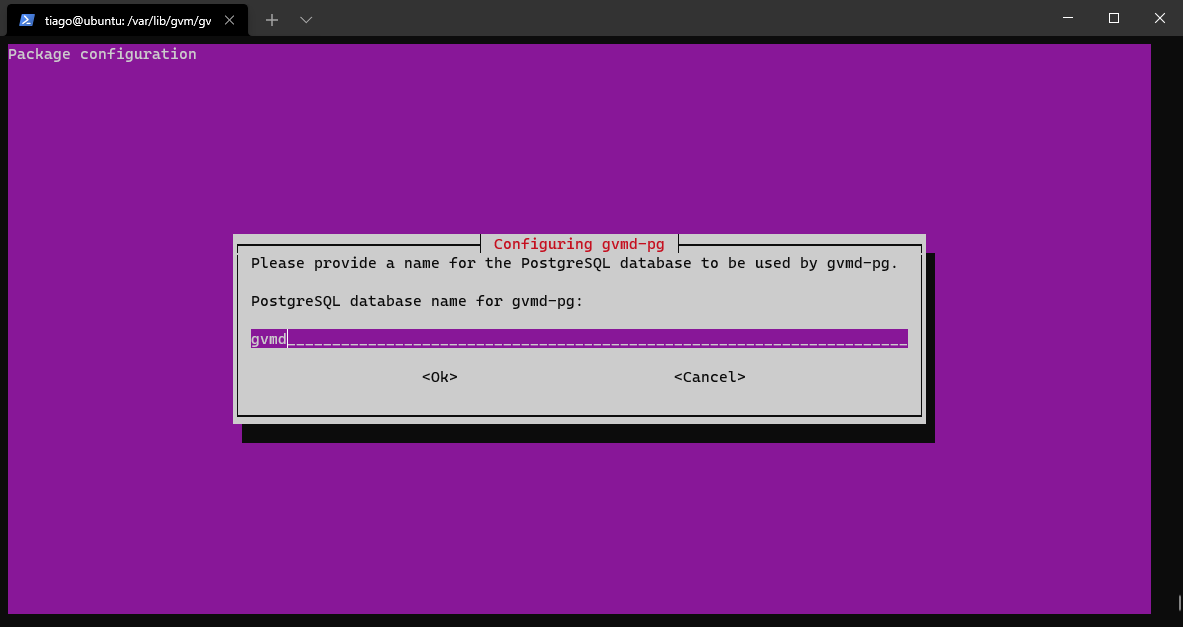 tiago@ubuntu: /var/lib/gvm/gv
Package configuration
Configuring gvmd-pg
Please provide a name for the PostgreSQL database to be used by gvmd-pg.
PostgreSQL database name for gvmd-pg:
gvmd
<Ok> <Cancel>